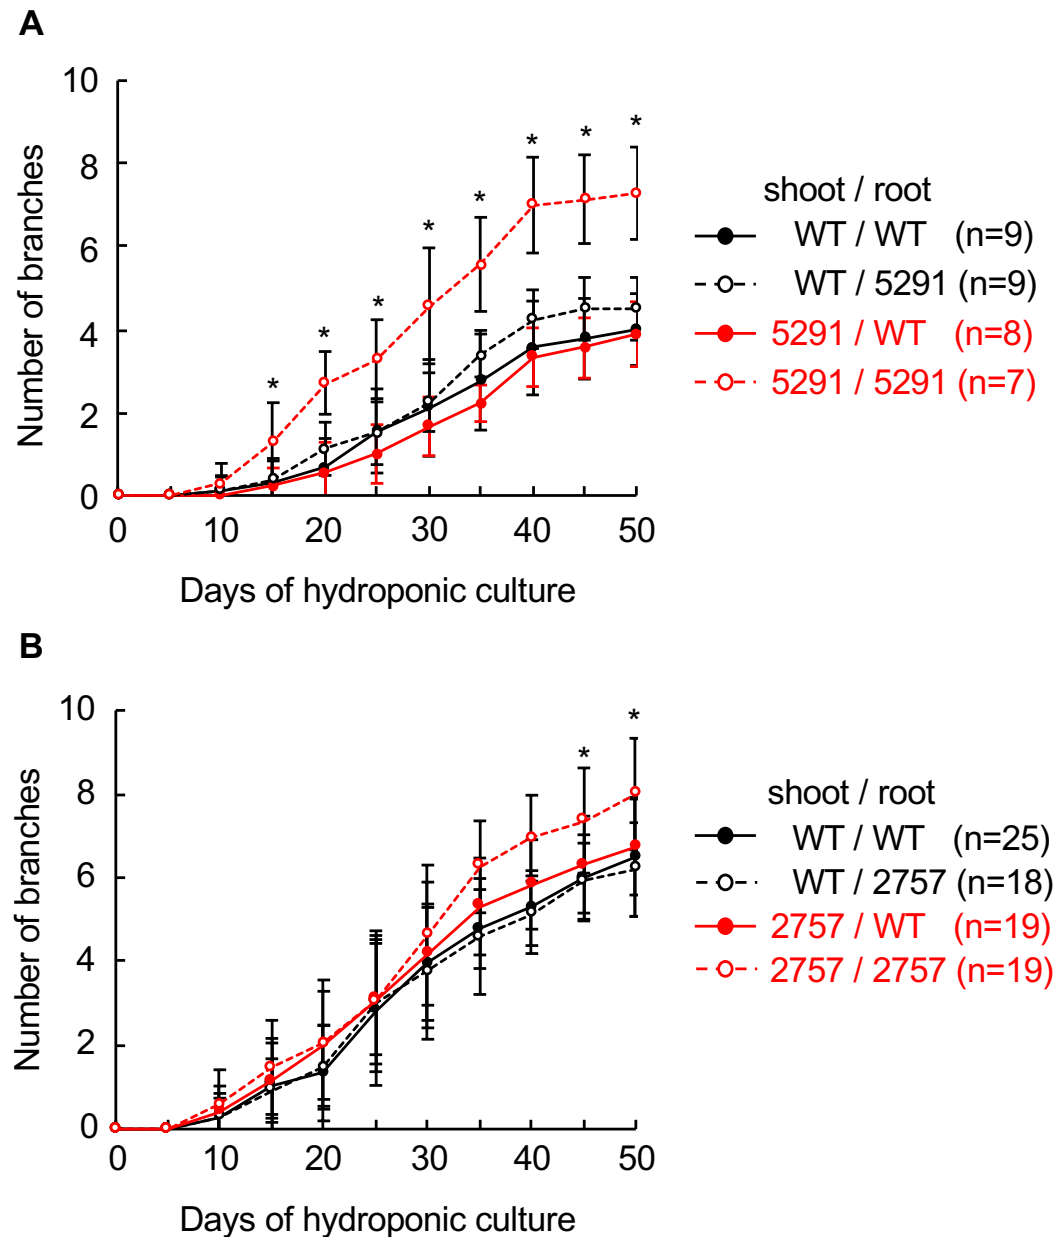 A
10
8
6
4
2
0
Number of branches
* * * * * * * *
0 10 20 30 40 50
Days of hydroponic culture
shoot / root
WT / WT (n=9)
WT / 5291 (n=9)
5291 / WT (n=8)
5291 / 5291 (n=7)
B
10
8
6
4
2
0
Number of branches
* *
0 10 20 30 40 50
Days of hydroponic culture
shoot / root
WT / WT (n=25)
WT / 2757 (n=18)
2757 / WT (n=19)
2757 / 2757 (n=19)